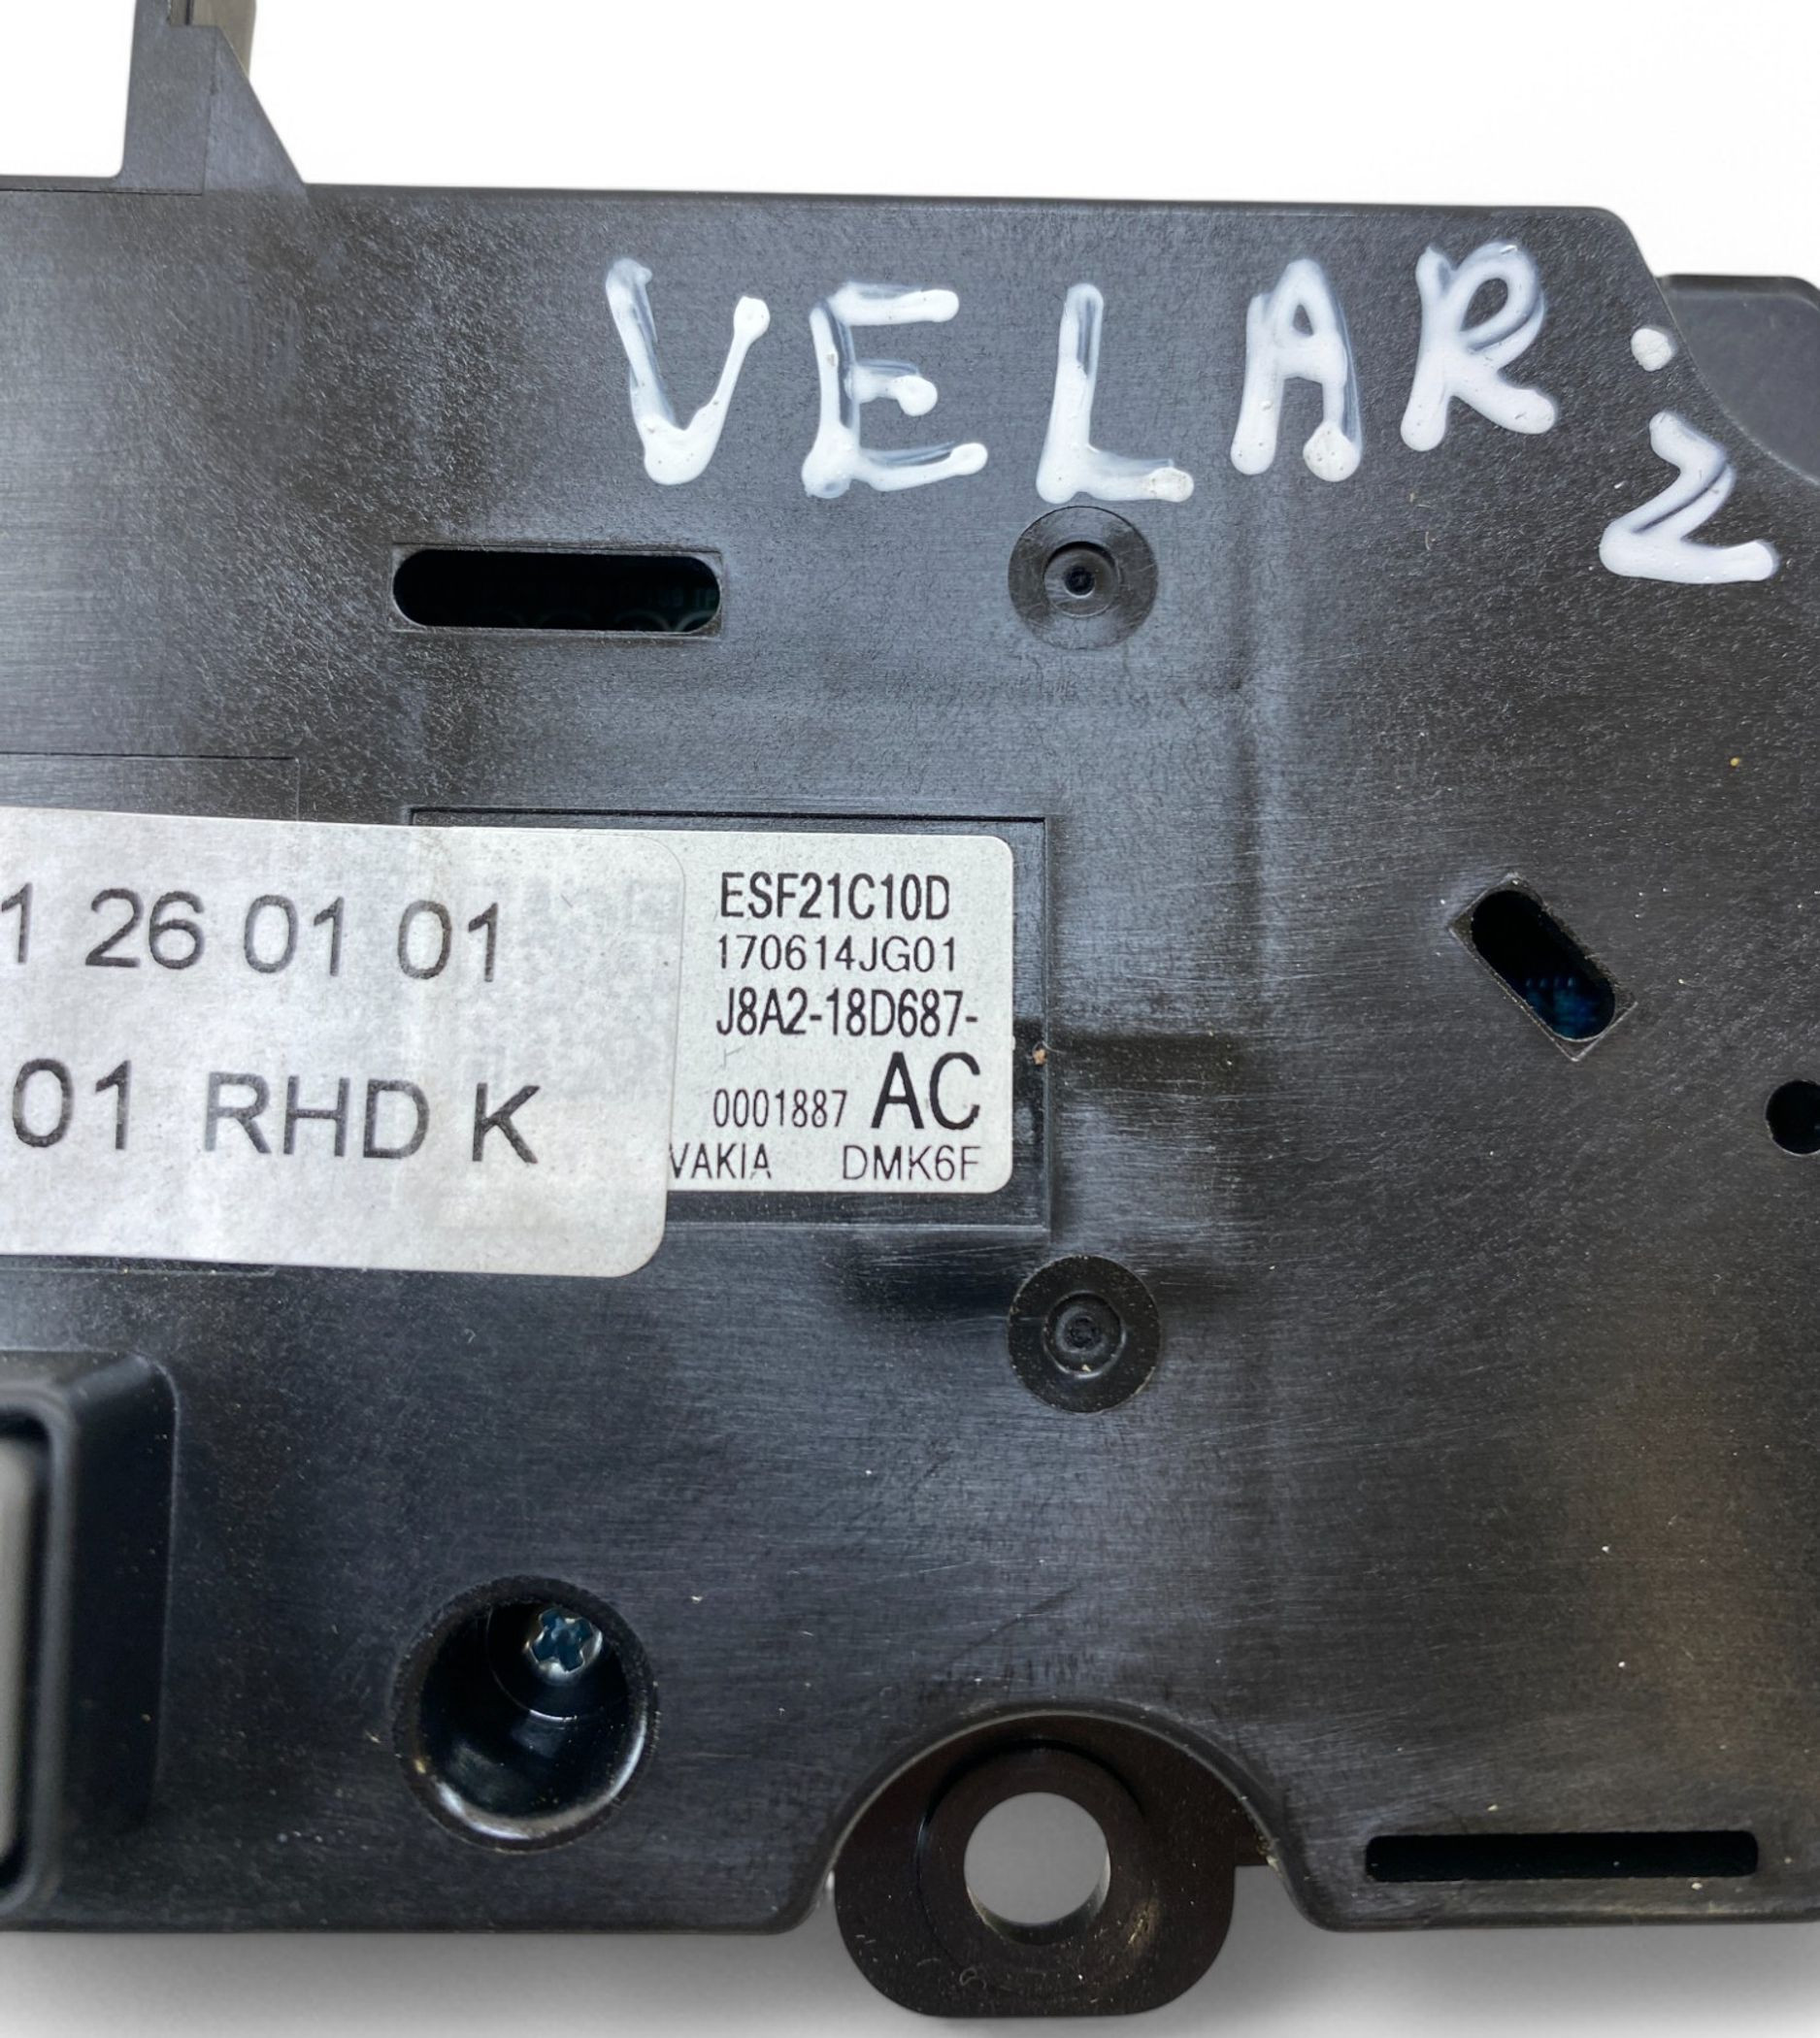 VELAR
.2
1 26 01 01
01 RHD K
ESF21C10D
170614JG01
J8A2-18D687-
0001887 AC
VAKIA DMK6F